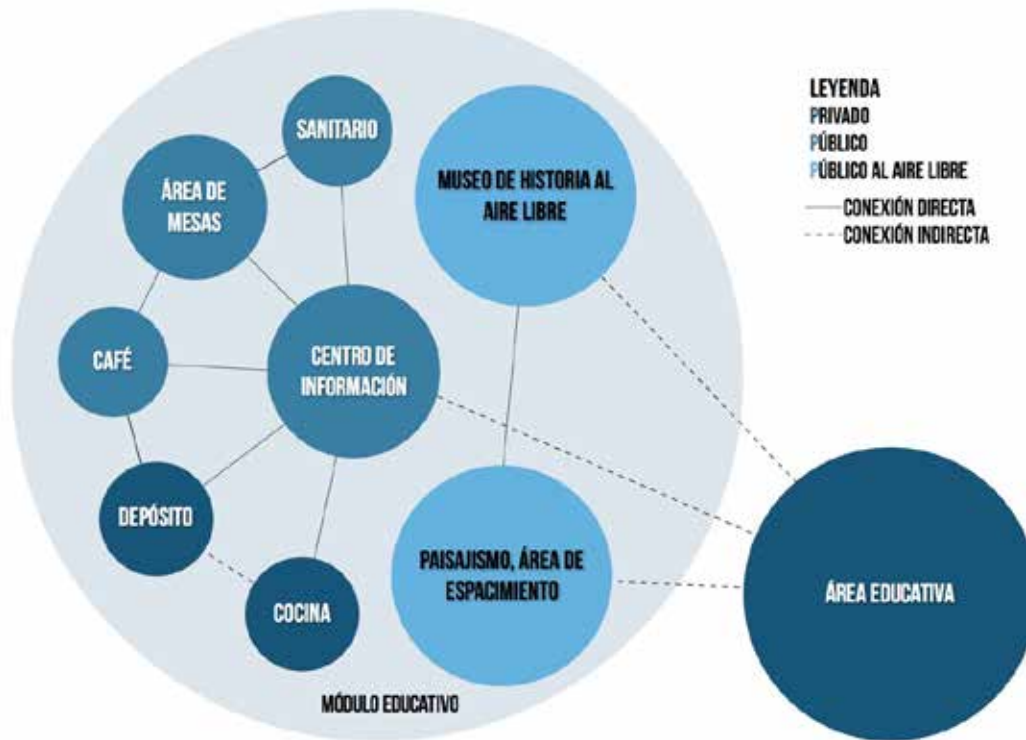 SANITARIO
ÁREA DE
MESAS
MUSEO DE HISTORIA AL
AIRE LIBRE
CAFÉ
CENTRO DE
INFORMACIÓN
DEPÓSITO
COCINA
PAISAJISMO, ÁREA DE
ESPACIMIENTO
MÓDULO EDUCATIVO
ÁREA EDUCATIVA
LEYENDA
PRIVADO
PÚBLICO
PÚBLICO AL AIRE LIBRE
CONEXIÓN DIRECTA
CONEXIÓN INDIRECTA